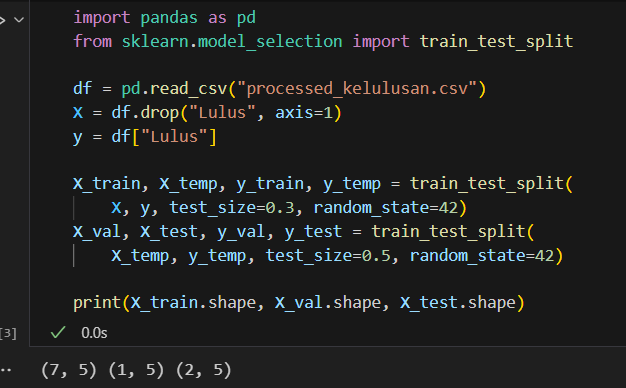 import pandas as pd
from sklearn.model_selection import train_test_split
df = pd.read_csv("processed_kelulusan.csv")
X = df.drop("Lulus", axis=1)
y = df["Lulus"]
X_train, X_temp, y_train, y_temp = train_test_split(
    X, y, test_size=0.3, random_state=42)
X_val, X_test, y_val, y_test = train_test_split(
    X_temp, y_temp, test_size=0.5, random_state=42)
print(X_train.shape, X_val.shape, X_test.shape)
[3] 0.0s
(7, 5) (1, 5) (2, 5)